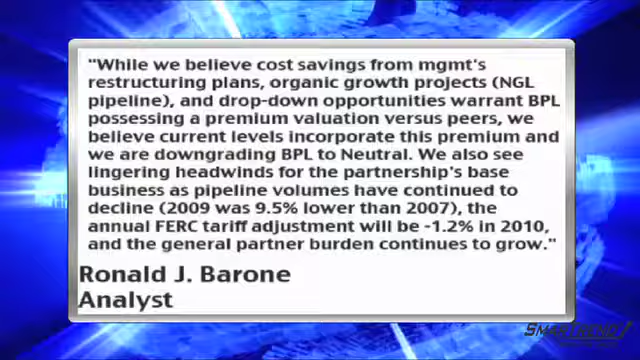 "While we believe cost savings from mgmt's
restructuring plans, organic growth projects (NGL
pipeline), and drop-down opportunities warrant BPL
possessing a premium valuation versus peers, we
believe current levels incorporate this premium and
we are downgrading BPL to Neutral. We also see
lingering headwinds for the partnership's base
business as pipeline volumes have continued to
decline (2009 was 9.5% lower than 2007), the
annual FERC tariff adjustment will be -1.2% in 2010,
and the general partner burden continues to grow."
Ronald J. Barone
Analyst
SMARTREND